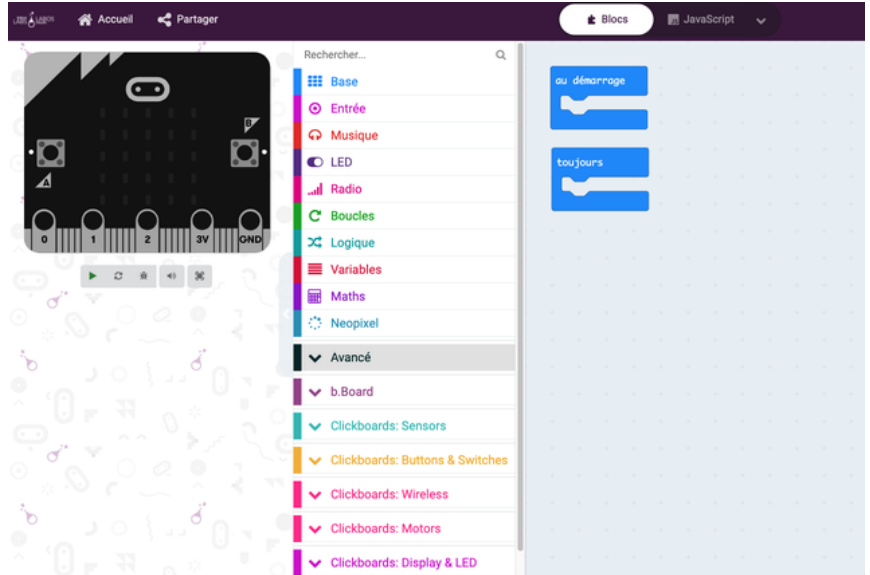 Accueil
Partager
Blocs
JavaScript
Rechercher...
Base
Entrée
Musique
LED
Radio
Boucles
Logique
Variables
Maths
Neopixel
Avancé
b.Board
Clickboards: Sensors
Clickboards: Buttons & Switches
Clickboards: Wireless
Clickboards: Motors
Clickboards: Display & LED
B
A
0 1 2 3V GND
au démarrage
toujours